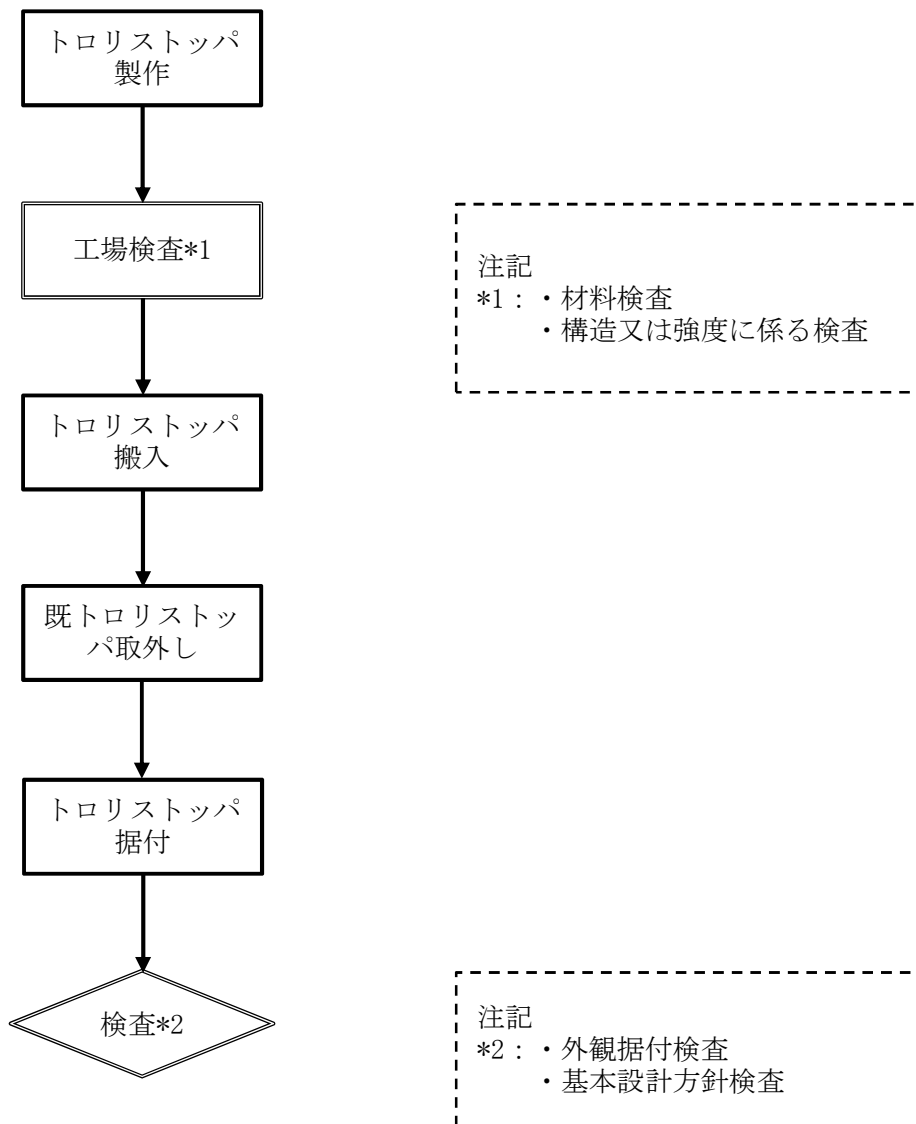 トロリストッパ
製作
工場検査*1
注記
*1：・材料検査
・構造又は強度に係る検査
トロリストッパ
搬入
既トロリストッ
パ取外し
トロリストッパ
据付
検査*2
注記
*2：・外観据付検査
・基本設計方針検査